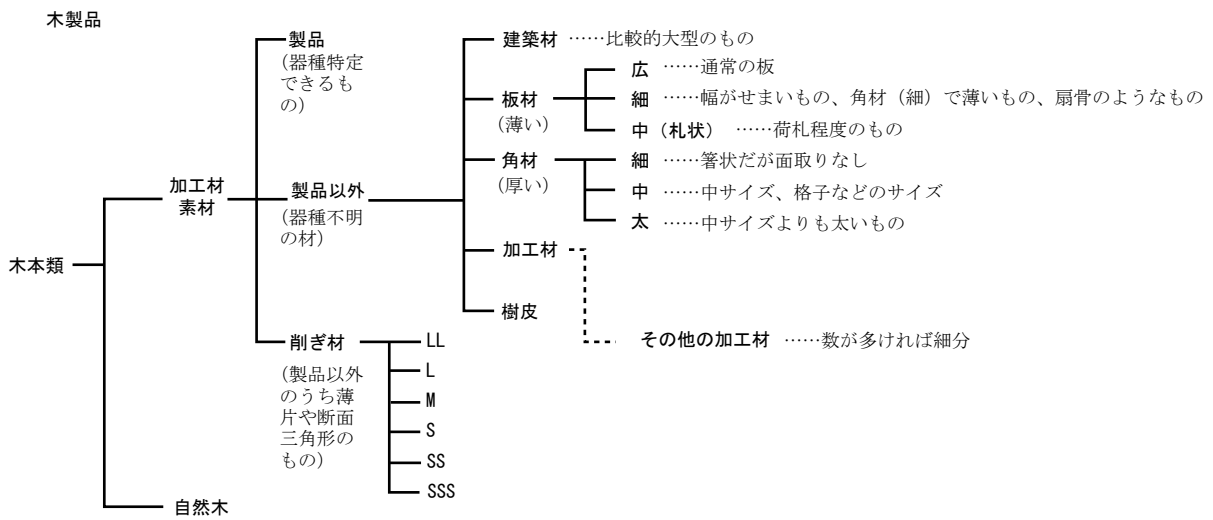 木製品
木本類
加工材
素材
自然木
製品
(器種特定
できるも
の)
製品以外
(器種不明
の材)
削ぎ材
(製品以外
のうち薄
片や断面
三角形の
もの)
LL
L
M
S
SS
SSS
建築材 ……比較的大型のもの
板材
(薄い)
広 ……通常の板
細 ……幅がせまいもの、角材（細）で薄いもの、扇骨のようなもの
中（札状） ……荷札程度のもの
角材
(厚い)
細 ……箸状だが面取りなし
中 ……中サイズ、格子などのサイズ
太 ……中サイズよりも太いもの
加工材
その他の加工材 ……数が多ければ細分
樹皮